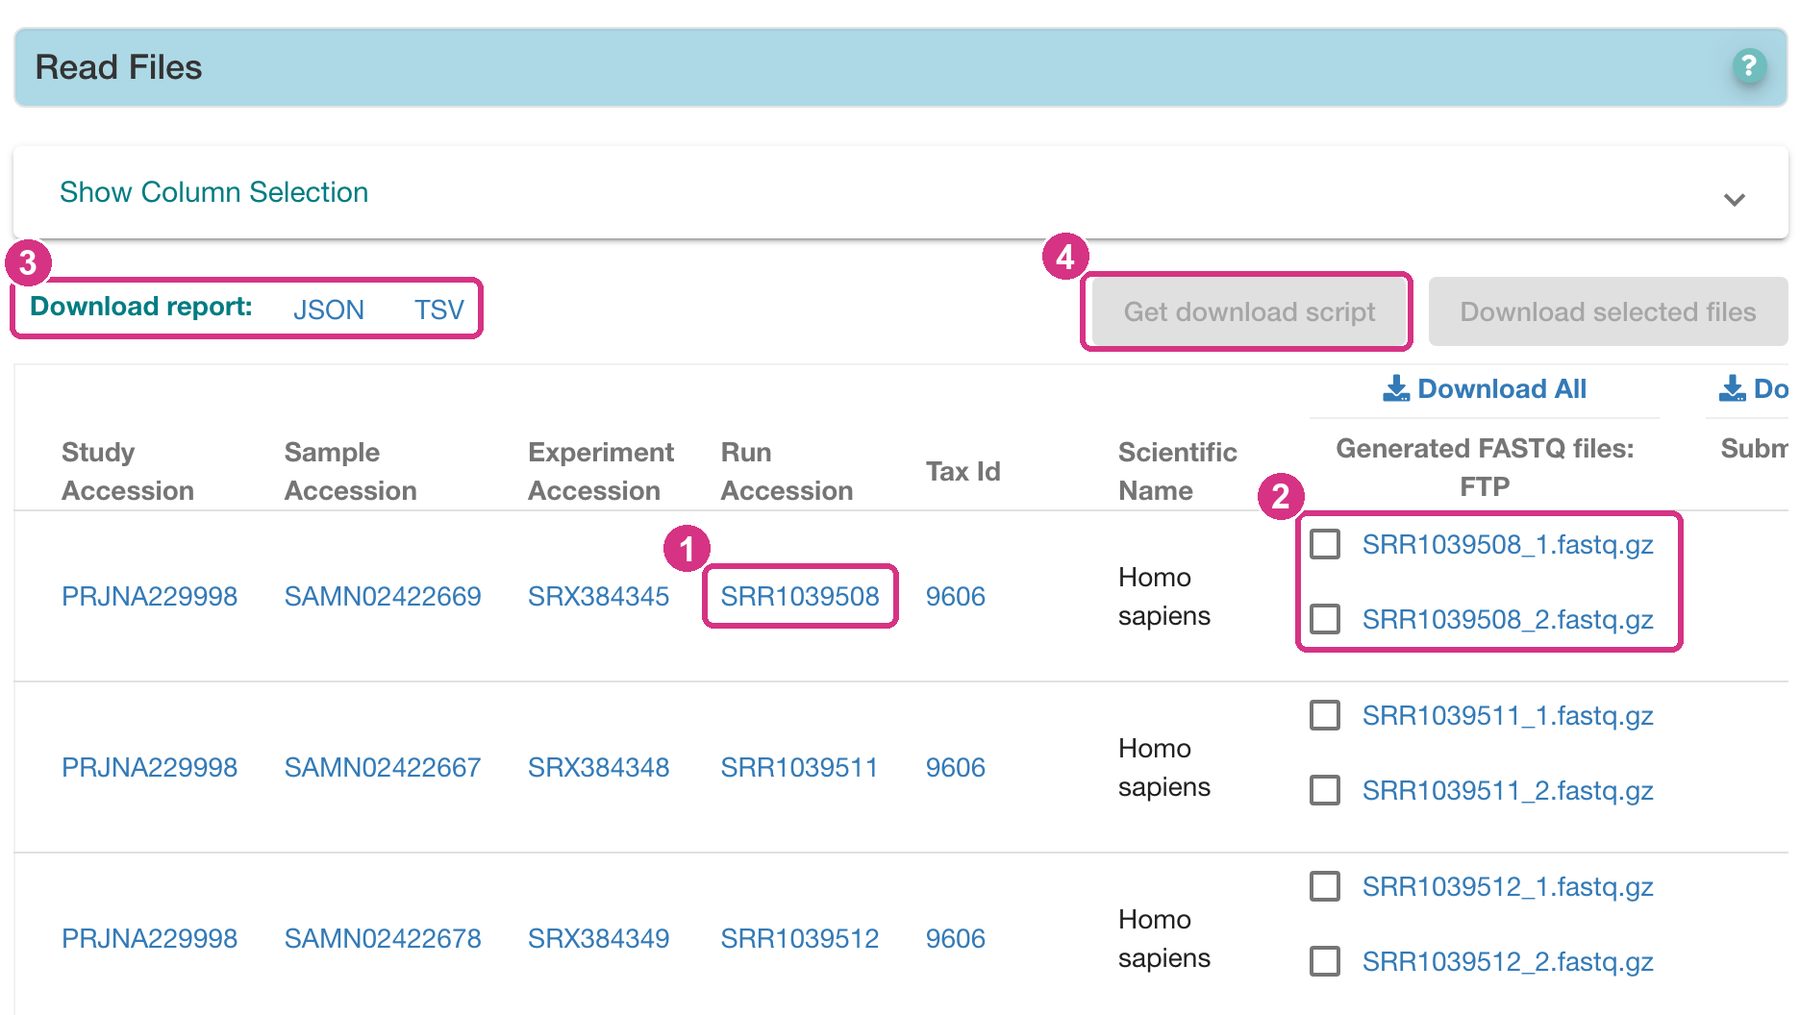 Read Files
?
Show Column Selection
3
4
Download report: JSON TSV
Get download script
Download selected files
Download All
Do
Study Accession
Sample Accession
Experiment Accession
Run Accession
Tax Id
Scientific Name
Generated FASTQ files: FTP
Subm
1
2
PRJNA229998 SAMN02422669 SRX384345 SRR1039508 9606 Homo sapiens
SRR1039508_1.fastq.gz
SRR1039508_2.fastq.gz
PRJNA229998 SAMN02422667 SRX384348 SRR1039511 9606 Homo sapiens
SRR1039511_1.fastq.gz
SRR1039511_2.fastq.gz
PRJNA229998 SAMN02422678 SRX384349 SRR1039512 9606 Homo sapiens
SRR1039512_1.fastq.gz
SRR1039512_2.fastq.gz